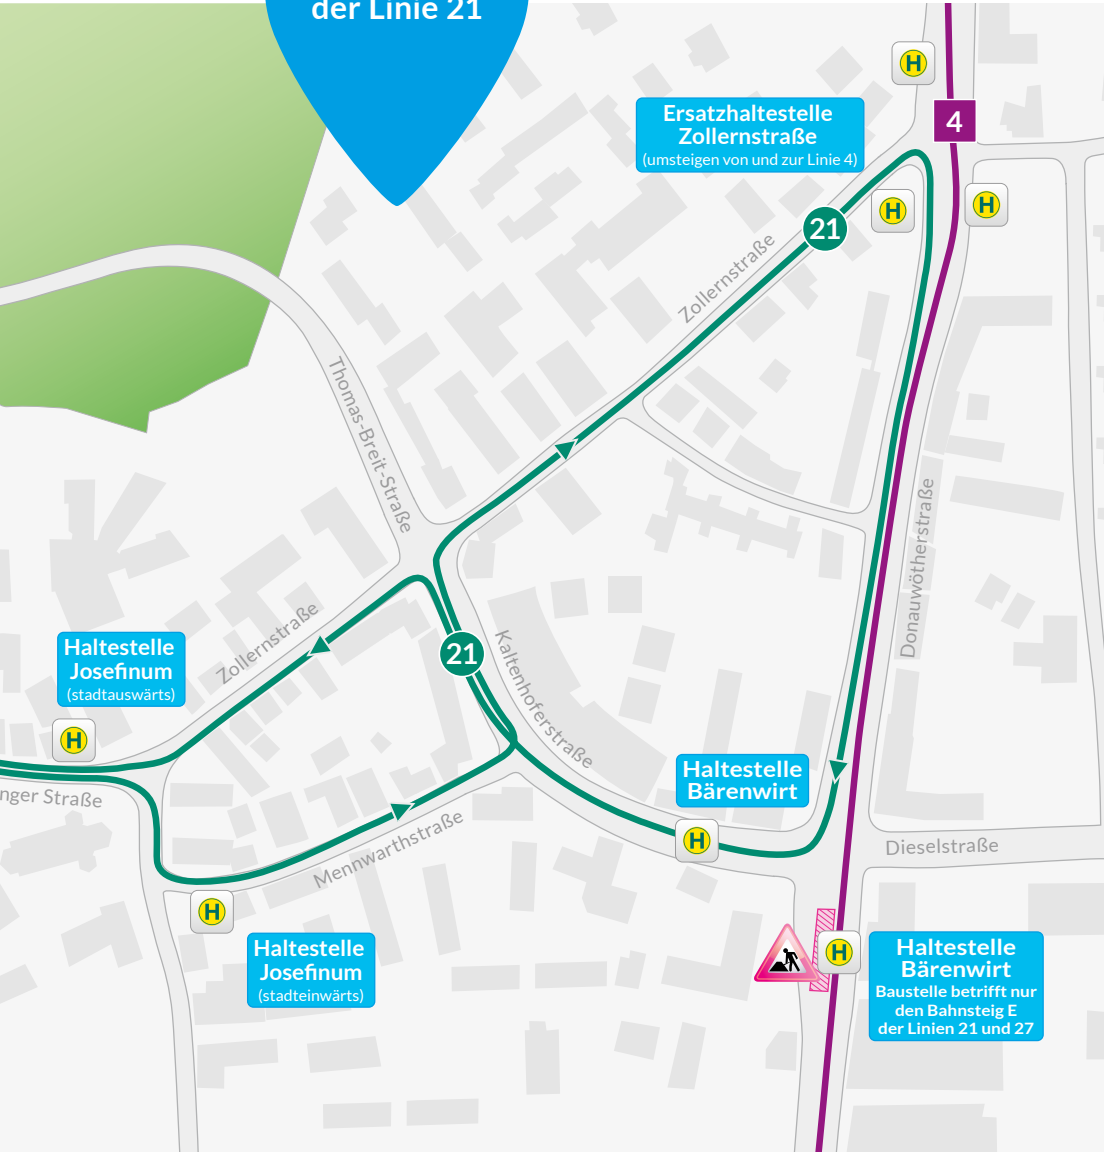 der Linie 21
H
4
Ersatzhaltestelle
Zollernstraße
(umsteigen von und zur Linie 4)
H
H
21
Zollernstraße
Thomas-Breit-Straße
Donauwötherstraße
Zollernstraße
21
Kaltenhoferstraße
Haltestelle
Josefinum
(stadtauswärts)
H
nger Straße
Haltestelle
Bärenwirt
H
Mennwarthstraße
Dieselstraße
H
Haltestelle
Josefinum
(stadteinwärts)
H
Haltestelle
Bärenwirt
Baustelle betrifft nur
den Bahnsteig E
der Linien 21 und 27